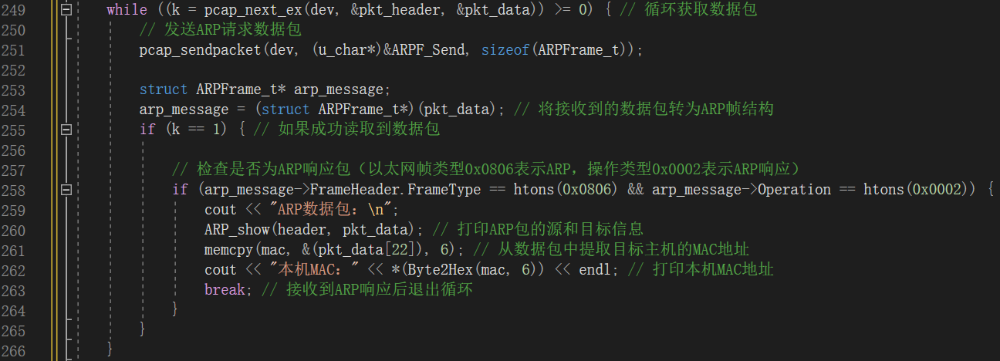 249 while ((k = pcap_next_ex(dev, &pkt_header, &pkt_data)) >= 0) { // 循环获取数据包
250 // 发送ARP请求数据包
251 pcap_sendpacket(dev, (u_char*)&ARPF_Send, sizeof(ARPFrame_t));
252
253 struct ARPFrame_t* arp_message;
254 arp_message = (struct ARPFrame_t*)(pkt_data); // 将接收到的数据包转为ARP帧结构
255 if (k == 1) { // 如果成功读取到数据包
256
257 // 检查是否为ARP响应包（以太网帧类型0x0806表示ARP，操作类型0x0002表示ARP响应）
258 if (arp_message->FrameHeader.FrameType == htons(0x0806) && arp_message->Operation == htons(0x0002)) {
259 cout << "ARP数据包：\n";
260 ARP_show(header, pkt_data); // 打印ARP包的源和目标信息
261 memcpy(mac, &(pkt_data[22]), 6); // 从数据包中提取目标主机的MAC地址
262 cout << "本机MAC：" << *(Byte2Hex(mac, 6)) << endl; // 打印本机MAC地址
263 break; // 接收到ARP响应后退出循环
264 }
265 }
266 }